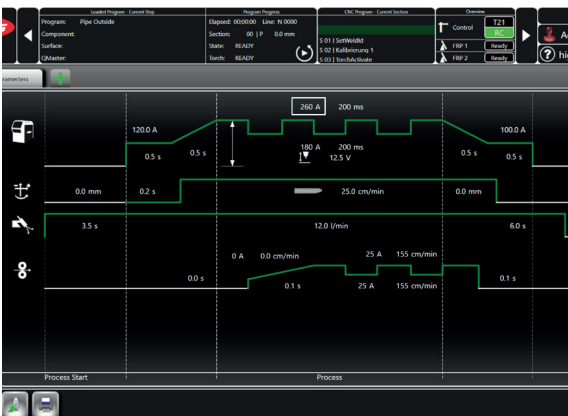 Loaded Program - Current Step
Program: Pipe Outside
Component:
Surface:
QMaster:
Program Progress
Elapsed: 00:00:00 Line: N 0000
Section: 00 | P 0.0 mm
State: READY
Torch: READY
CNC Program - Current Section
S 01 | SetWeldId
S 02 | Kalibrierung 1
S 03 | TorchActivate
Overview
Control T21
RC
FRP 1 Ready
FRP 2 Ready
A
hi
ramerters
260 A 200 ms
120.0 A 100.0 A
180 A 200 ms
12.5 V
0.5 s 0.5 s 0.5 s 0.5 s
0.0 mm 0.2 s 25.0 cm/min 0.0 mm
3.5 s 12.0 l/min 6.0 s
0 A 0.0 cm/min 25 A 155 cm/min
0.0 s 0.1 s 25 A 155 cm/min 0.1 s
Process Start Process